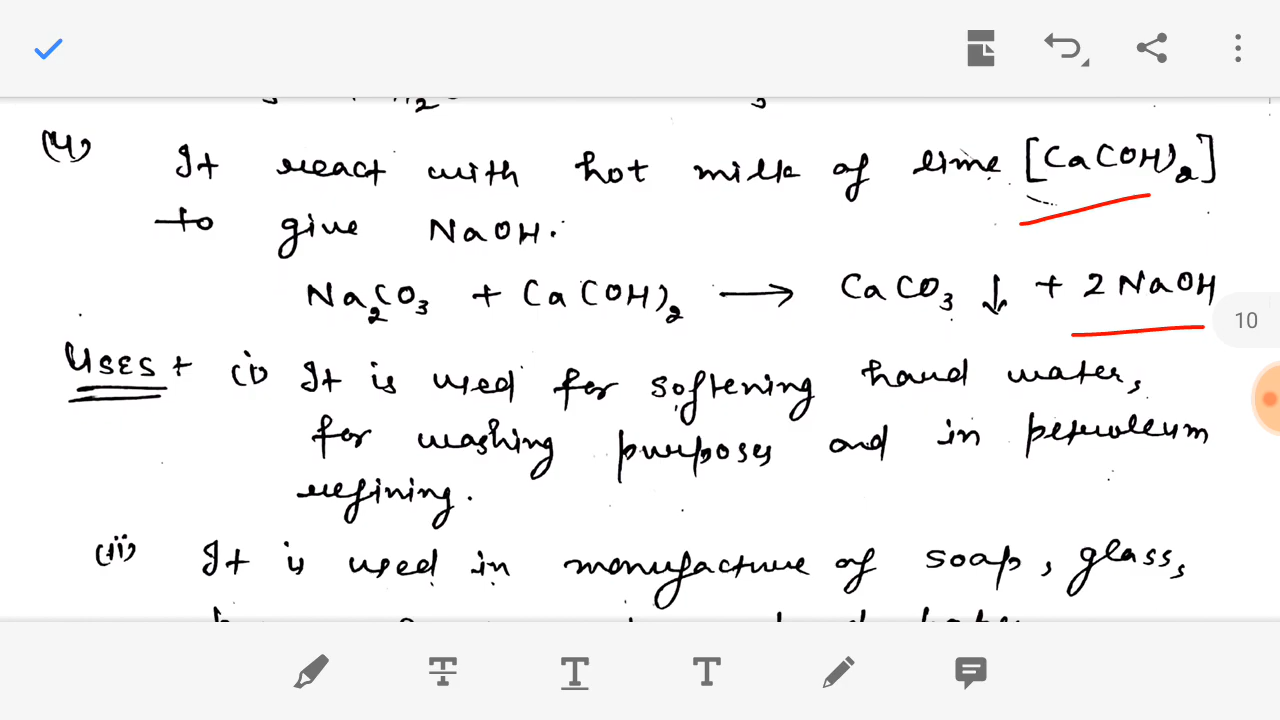 (4) It react with hot milk of lime [Ca(OH)₂]
to give NaOH.
Na₂CO₃ + Ca(OH)₂ → CaCO₃ ↓ + 2 NaOH
10
Uses + (i) It is used for softening hard water,
for washing purposes and in petroleum
refining.
(ii) It is used in manufacture of soap, glass,